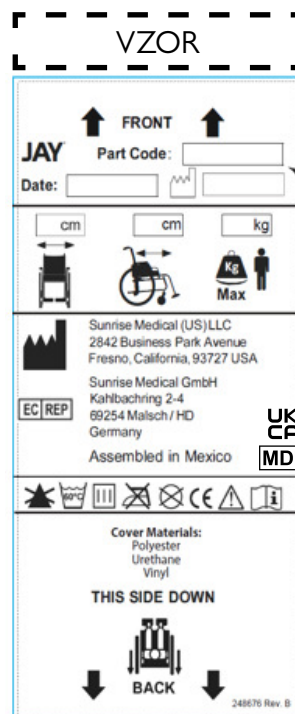 VZOR
FRONT
JAY Part Code:
Date:
cm cm kg
Kg
Max
Sunrise Medical (US)LLC
2842 Business Park Avenue
Fresno, California, 93727 USA
Sunrise Medical GmbH
Kahlbachring 2-4
69254 Malsch / HD
Germany
EC REP
UK
CA
Assembled in Mexico
MD
60°C
CE
Cover Materials:
Polyester
Urethane
Vinyl
THIS SIDE DOWN
BACK
248676 Rev. B